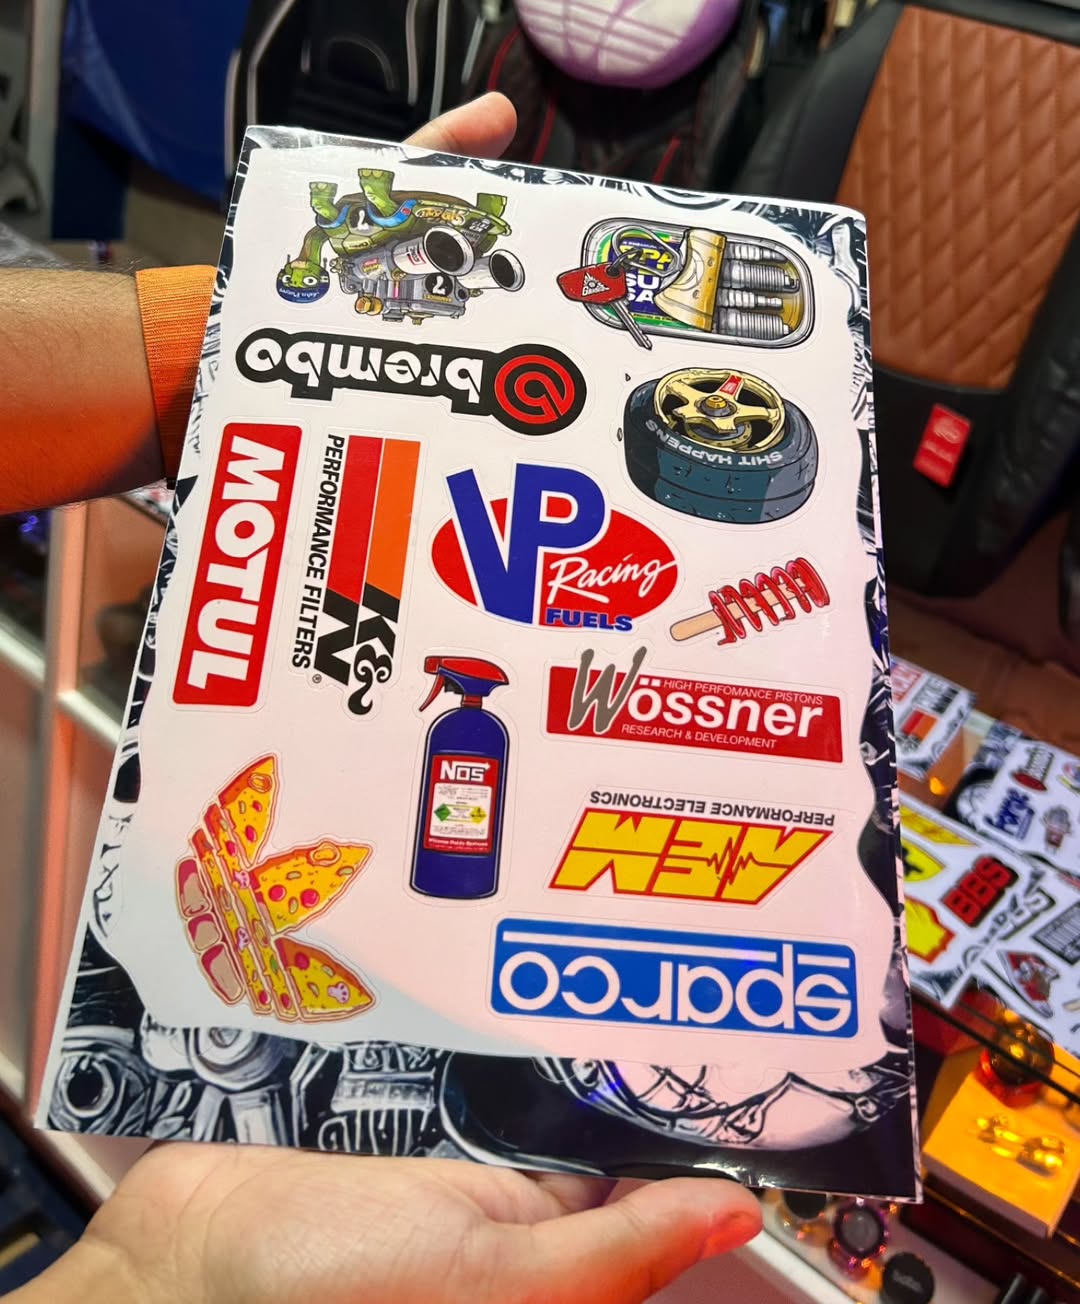 7
brembo
SHIT HAPPENS
MOTUL
PERFORMANCE FILTERS
K&N®
VP
Racing
FUELS
Wössner
HIGH PERFOMANCE PISTONS
RESEARCH & DEVELOPMENT
NOS
PERFORMANCE ELECTRONICS
AEM
sparco
BBS